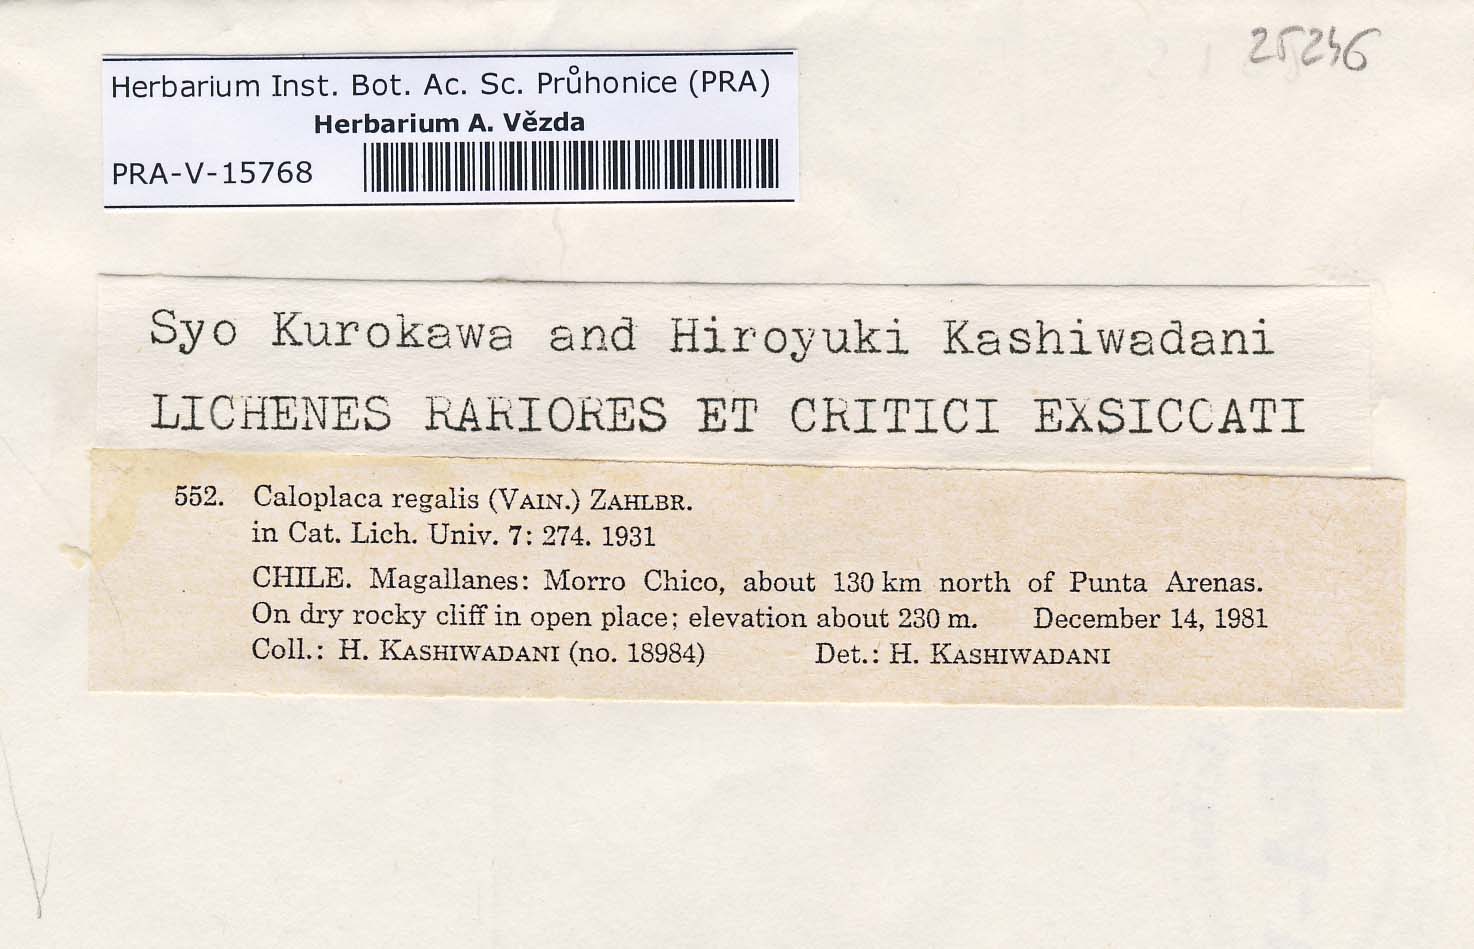 25246
Herbarium Inst. Bot. Ac. Sc. Průhonice (PRA)
Herbarium A. Vězda
PRA-V-15768
Syo Kurokawa and Hiroyuki Kashiwadani
LICHENES RARIORES ET CRITICI EXSICCATI
552. Caloplaca regalis (VAIN.) ZAHLBR.
in Cat. Lich. Univ. 7: 274. 1931
CHILE. Magallanes: Morro Chico, about 130 km north of Punta Arenas.
On dry rocky cliff in open place; elevation about 230 m. December 14, 1981
Coll.: H. KASHIWADANI (no. 18984) Det.: H. KASHIWADANI